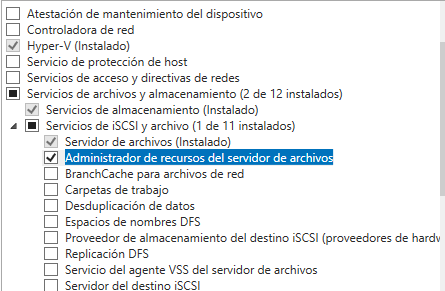 Atestación de mantenimiento del dispositivo
Controladora de red
Hyper-V (Instalado)
Servicio de protección de host
Servicios de acceso y directivas de redes
Servicios de archivos y almacenamiento (2 de 12 instalados)
Servicios de almacenamiento (Instalado)
Servicios de iSCSI y archivo (1 de 11 instalados)
Servidor de archivos (Instalado)
Administrador de recursos del servidor de archivos
BranchCache para archivos de red
Carpetas de trabajo
Desduplicación de datos
Espacios de nombres DFS
Proveedor de almacenamiento del destino iSCSI (proveedores de hardw
Replicación DFS
Servicio del agente VSS del servidor de archivos
Servidor del destino iSCSI